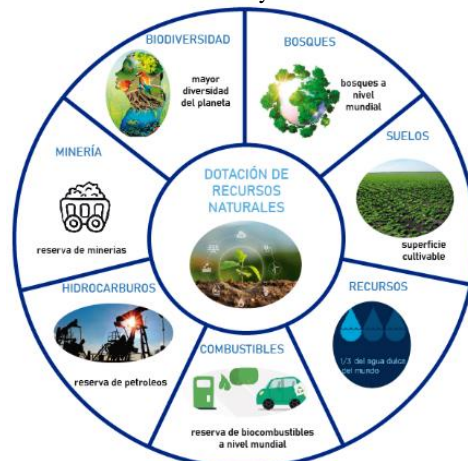 BIODIVERSIDAD
mayor
diversidad
del planeta
BOSQUES
bosques a
nivel
mundial
SUELOS
superficie
cultivable
RECURSOS
1/3 del agua dulce
del mundo
COMBUSTIBLES
reserva de biocombustibles
a nivel mundial
HIDROCARBUROS
reserva de petroleos
MINERÍA
reserva de minerias
DOTACIÓN DE
RECURSOS
NATURALES